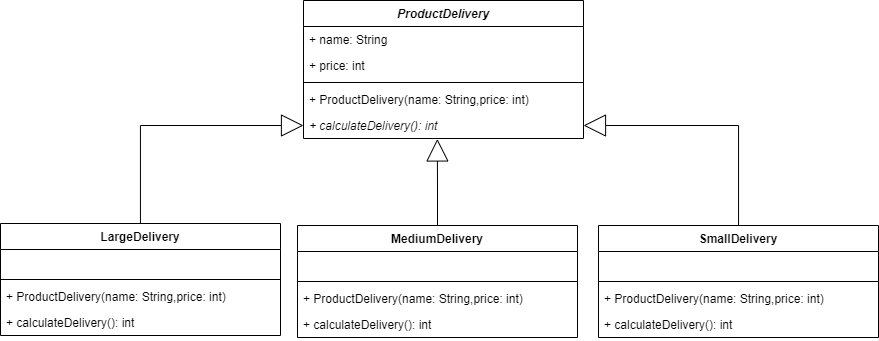 ProductDelivery
+ name: String
+ price: int
+ ProductDelivery(name: String,price: int)
+ calculateDelivery(): int
LargeDelivery
+ ProductDelivery(name: String,price: int)
+ calculateDelivery(): int
MediumDelivery
+ ProductDelivery(name: String,price: int)
+ calculateDelivery(): int
SmallDelivery
+ ProductDelivery(name: String,price: int)
+ calculateDelivery(): int